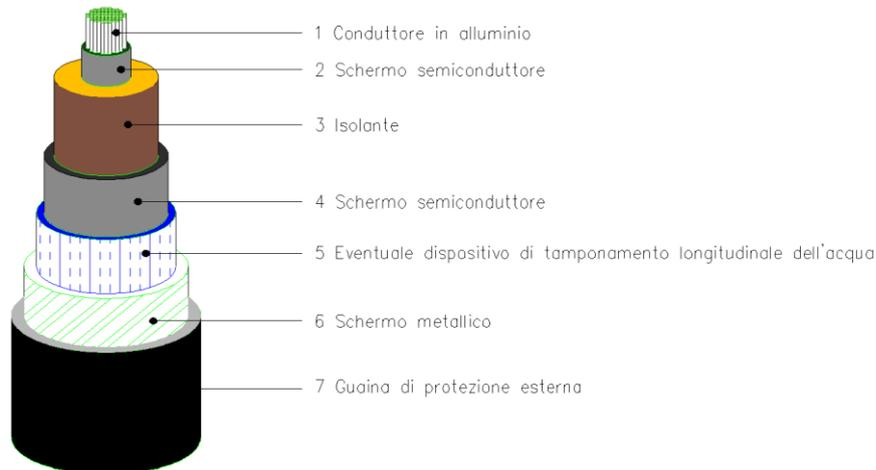 1 Conduttore in alluminio
2 Schermo semiconduttore
3 Isolante
4 Schermo semiconduttore
5 Eventuale dispositivo di tamponamento longitudinale dell'acqua
6 Schermo metallico
7 Guaina di protezione esterna